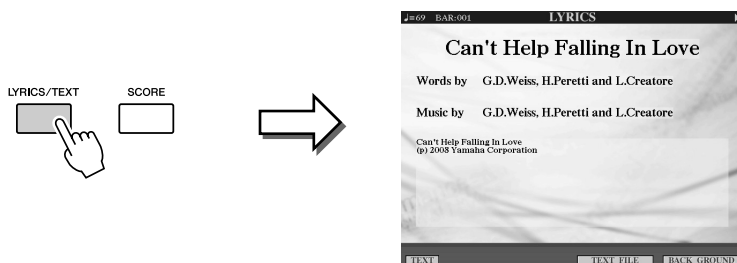 LYRICS/TEXT
SCORE
♩=69 BAR:001 LYRICS
Can't Help Falling In Love
Words by G.D.Weiss, H.Peretti and L.Creatore
Music by G.D.Weiss, H.Peretti and L.Creatore
Can't Help Falling In Love
(p) 2008 Yamaha Corporation
TEXT TEXT FILE BACK GROUND